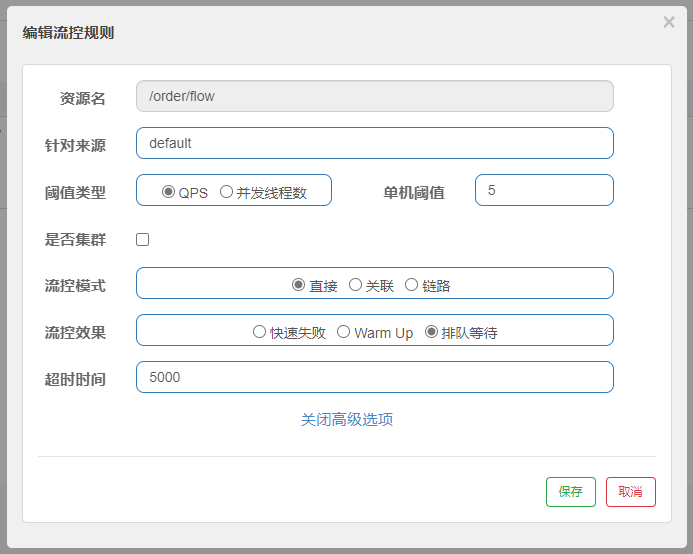 编辑流控规则 ×
资源名 /order/flow
针对来源 default
阈值类型 QPS 并发线程数 单机阈值 5
是否集群
流控模式 直接 关联 链路
流控效果 快速失败 Warm Up 排队等待
超时时间 5000
关闭高级选项
保存 取消